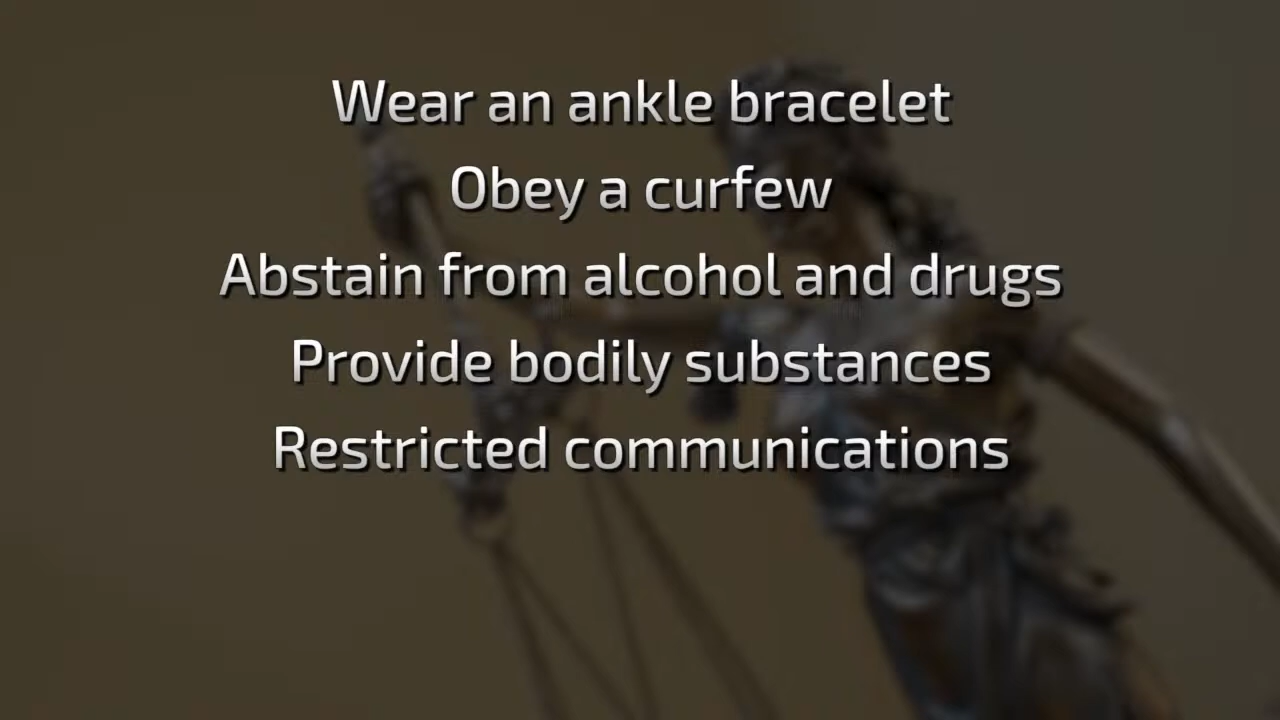 Wear an ankle bracelet
Obey a curfew
Abstain from alcohol and drugs
Provide bodily substances
Restricted communications